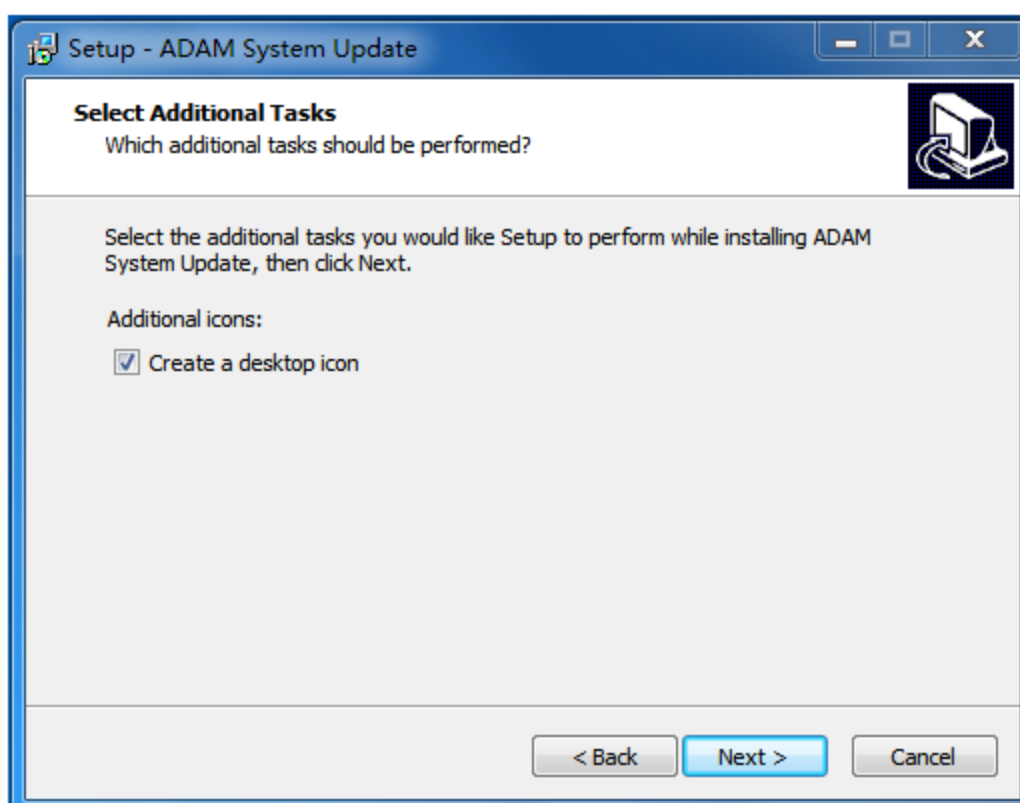 Setup - ADAM System Update
Select Additional Tasks
Which additional tasks should be performed?
Select the additional tasks you would like Setup to perform while installing ADAM
System Update, then click Next.
Additional icons:
Create a desktop icon
< Back Next > Cancel